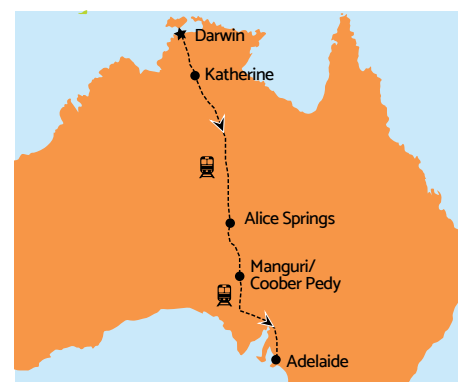 Darwin
Katherine
Alice Springs
Manguri/
Coober Pedy
Adelaide